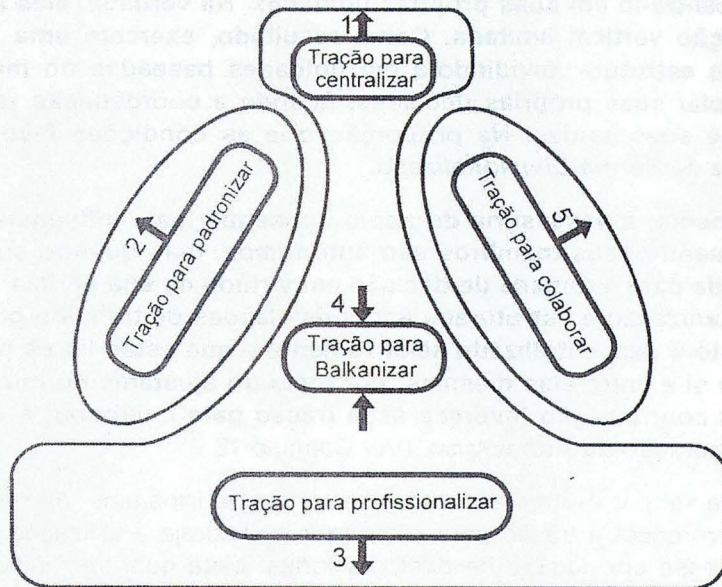 1
Tração para
centralizar
2
Tração para padronizar
5
Tração para colaborar
4
Tração para
Balkanizar
Tração para profissionalizar
3